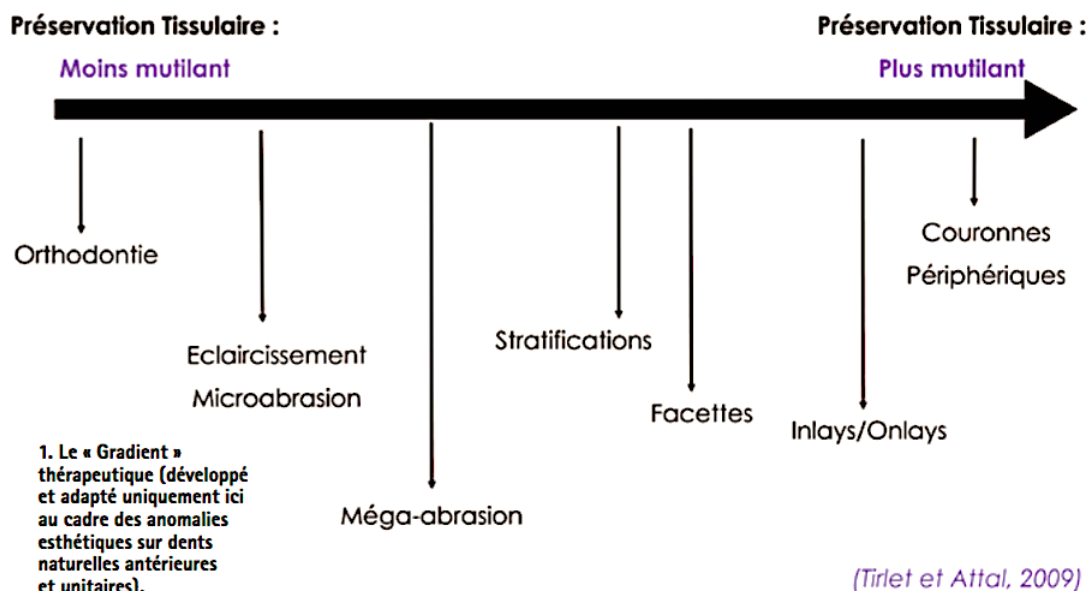 Préservation Tissulaire :
Moins mutilant
Préservation Tissulaire :
Plus mutilant
Orthodontie
Eclaircissement
Microabrasion
Méga-abrasion
Stratifications
Facettes
Inlays/Onlays
Couronnes
Périphériques
1. Le « Gradient »
thérapeutique (développé
et adapté uniquement ici
au cadre des anomalies
esthétiques sur dents
naturelles antérieures
et unitaires).
(Tirlet et Attal, 2009)